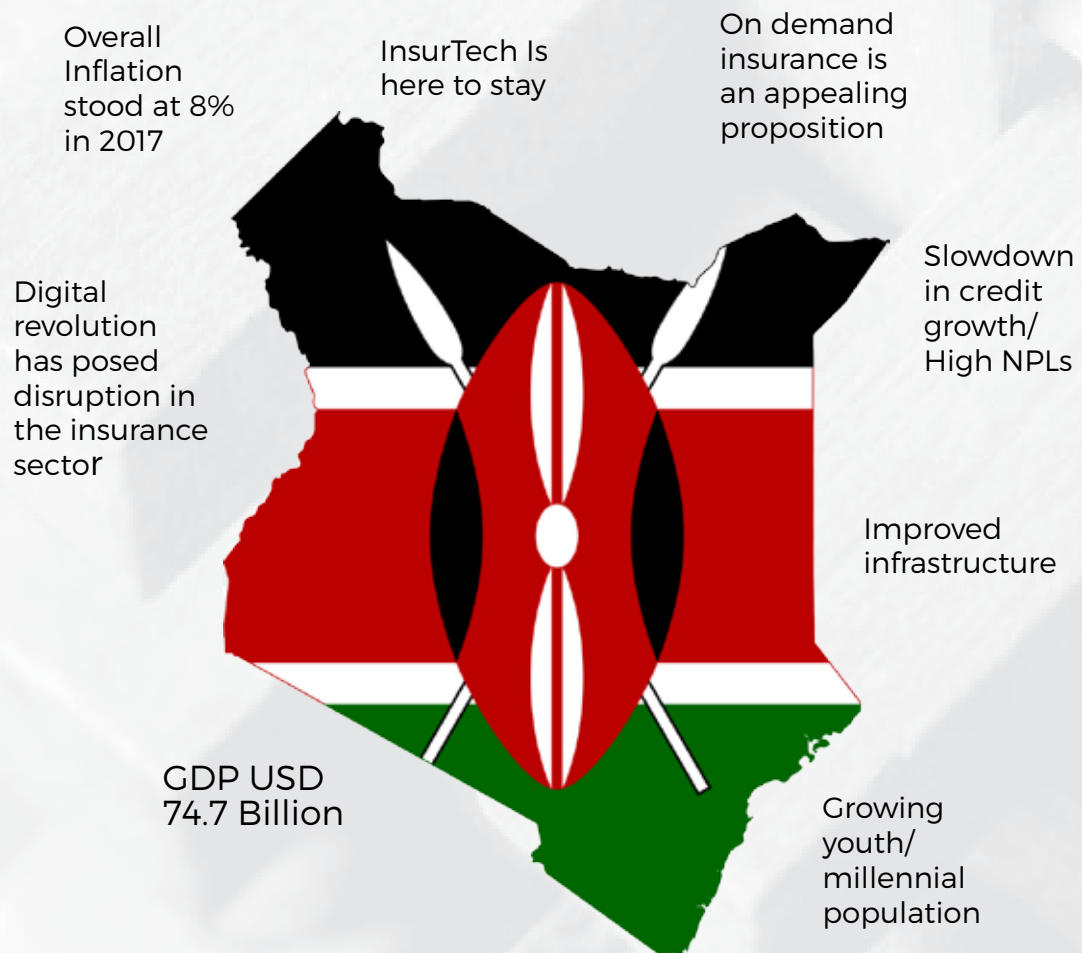 Overall
Inflation
stood at 8%
in 2017
InsurTech Is
here to stay
On demand
insurance is
an appealing
proposition
Digital
revolution
has posed
disruption in
the insurance
sector
Slowdown
in credit
growth/
High NPLs
Improved
infrastructure
GDP USD
74.7 Billion
Growing
youth/
millennial
population